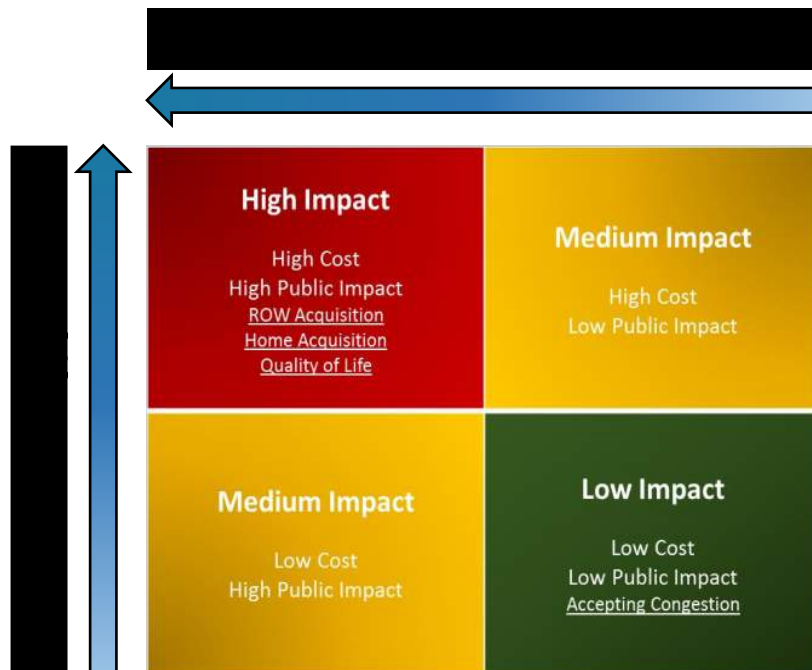 High Impact
High Cost
High Public Impact
ROW Acquisition
Home Acquisition
Quality of Life
Medium Impact
High Cost
Low Public Impact
Medium Impact
Low Cost
High Public Impact
Low Impact
Low Cost
Low Public Impact
Accepting Congestion